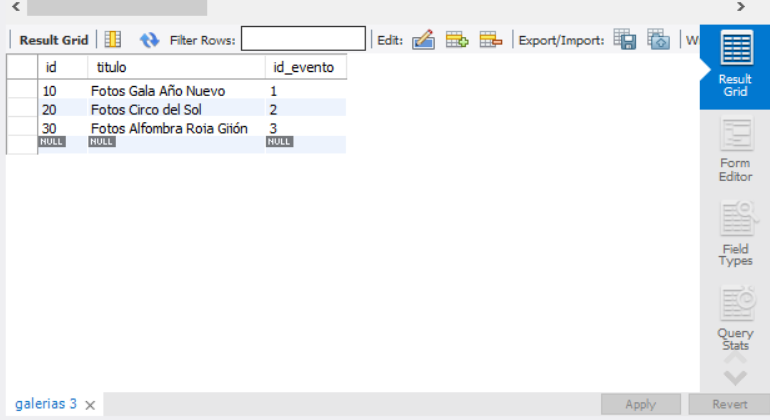 Result Grid Filter Rows: Edit: Export/Import: W
id titulo id_evento
10 Fotos Gala Año Nuevo 1
20 Fotos Circo del Sol 2
30 Fotos Alfombra Roja Gijón 3
NULL NULL NULL
Result
Grid
Form
Editor
Field
Types
Query
Stats
galerias 3
Apply Revert